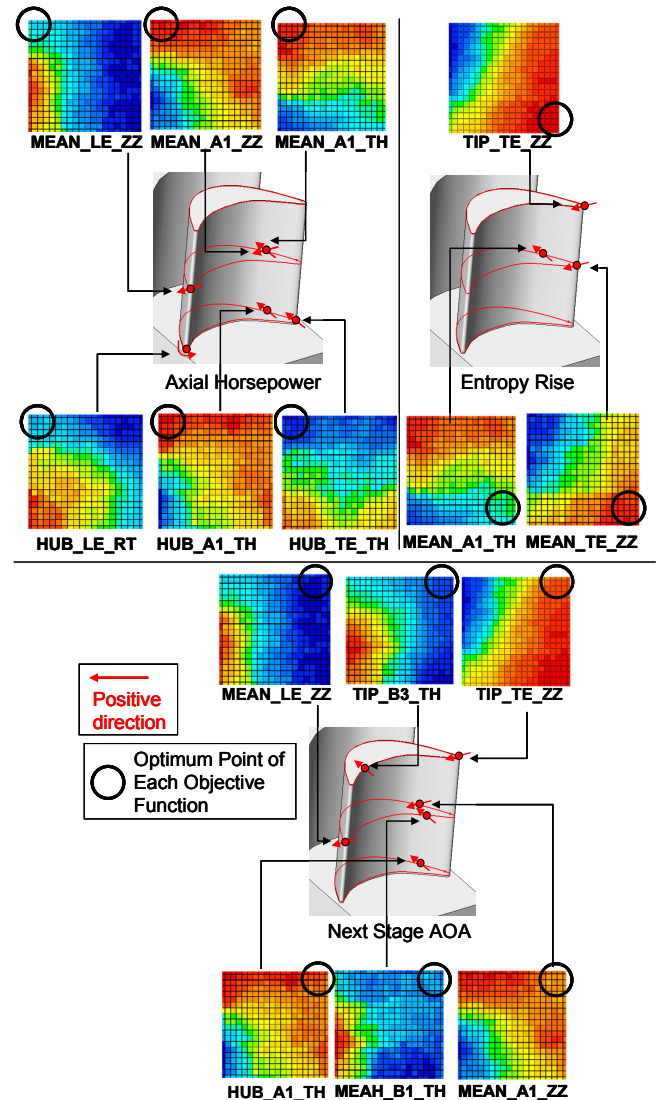 MEAN_LE_ZZ MEAN_A1_ZZ MEAN_A1_TH
TIP_TE_ZZ
Axial Horsepower
Entropy Rise
HUB_LE_RT HUB_A1_TH HUB_TE_TH
MEAN_A1_TH MEAN_TE_ZZ
MEAN_LE_ZZ TIP_B3_TH TIP_TE_ZZ
Positive
direction
Optimum Point of
Each Objective
Function
Next Stage AOA
HUB_A1_TH MEAH_B1_TH MEAN_A1_ZZ